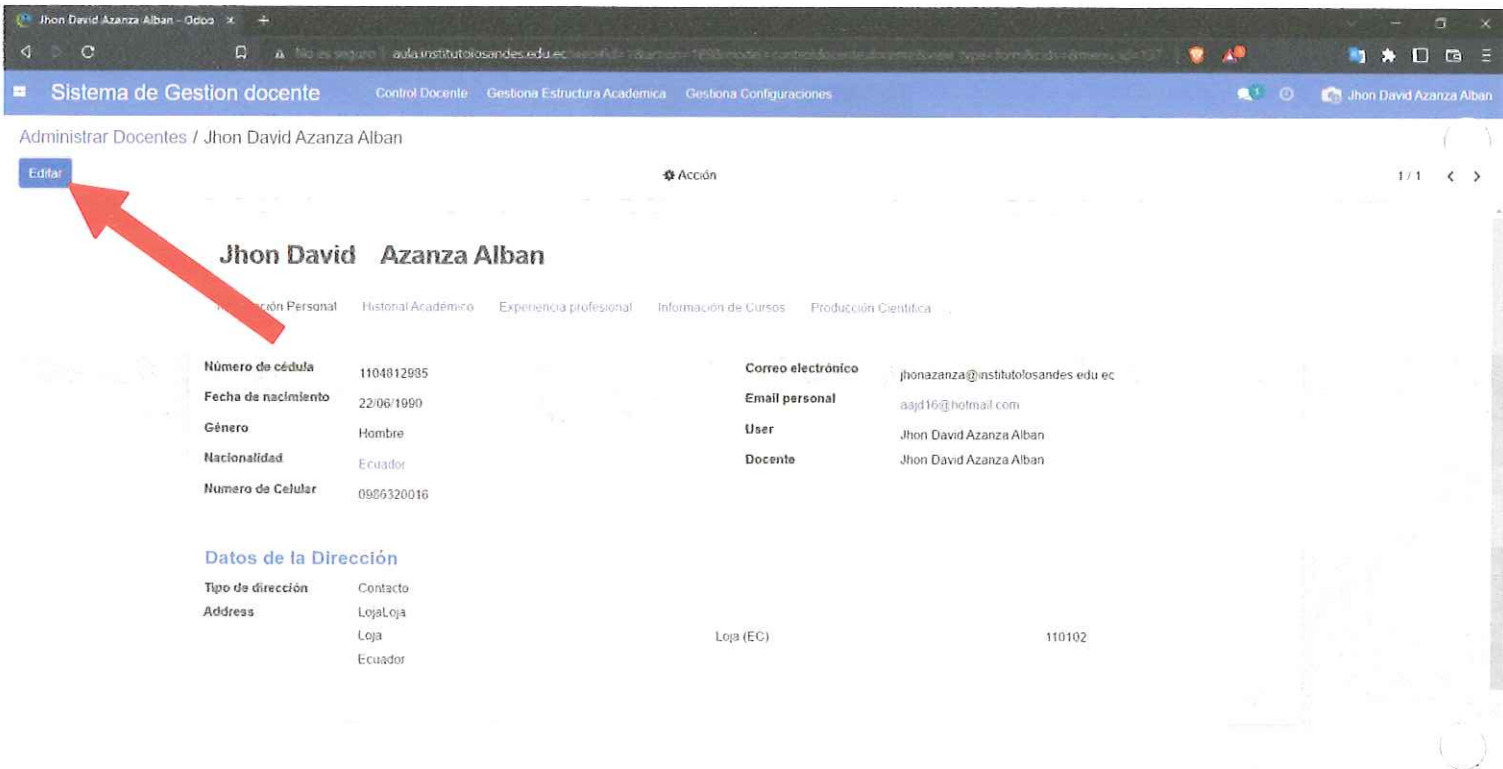 Jhon David Azanza Alban - Odoo
No es seguro aula.institutolosandes.edu.ec
Sistema de Gestion docente Control Docente Gestiona Estructura Academica Gestiona Configuraciones 1 Jhon David Azanza Alban
Administrar Docentes / Jhon David Azanza Alban
Editar Acción 1 / 1
Jhon David Azanza Alban
Personal Historial Académico Experiencia profesional Información de Cursos Producción Científica
Número de cédula 1104812985 Correo electrónico jhonazanza@institutolosandes.edu.ec
Fecha de nacimiento 22/06/1990 Email personal aajd16@hotmail.com
Género Hombre User Jhon David Azanza Alban
Nacionalidad Ecuador Docente Jhon David Azanza Alban
Numero de Celular 0986320016
Datos de la Dirección
Tipo de dirección Contacto
Address LojaLoja
Loja Loja (EC) 110102
Ecuador